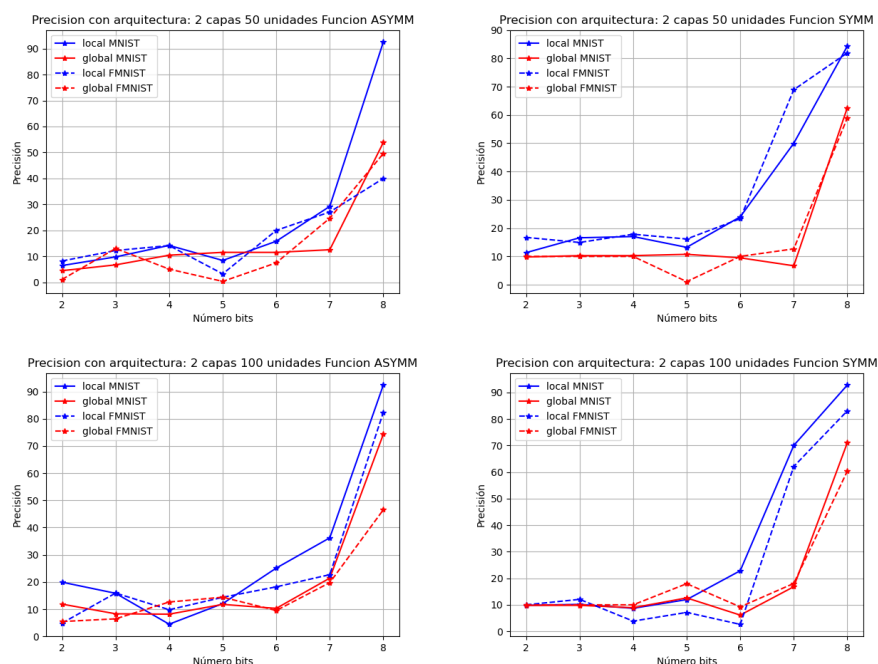 Precision con arquitectura: 2 capas 50 unidades Funcion ASYMM
local MNIST
global MNIST
local FMNIST
global FMNIST
Precisión
90
80
70
60
50
40
30
20
10
0
2 3 4 5 6 7 8
Número bits
Precision con arquitectura: 2 capas 50 unidades Funcion SYMM
local MNIST
global MNIST
local FMNIST
global FMNIST
Precisión
90
80
70
60
50
40
30
20
10
0
2 3 4 5 6 7 8
Número bits
Precision con arquitectura: 2 capas 100 unidades Funcion ASYMM
local MNIST
global MNIST
local FMNIST
global FMNIST
Precisión
90
80
70
60
50
40
30
20
10
0
2 3 4 5 6 7 8
Número bits
Precision con arquitectura: 2 capas 100 unidades Funcion SYMM
local MNIST
global MNIST
local FMNIST
global FMNIST
Precisión
90
80
70
60
50
40
30
20
10
0
2 3 4 5 6 7 8
Número bits